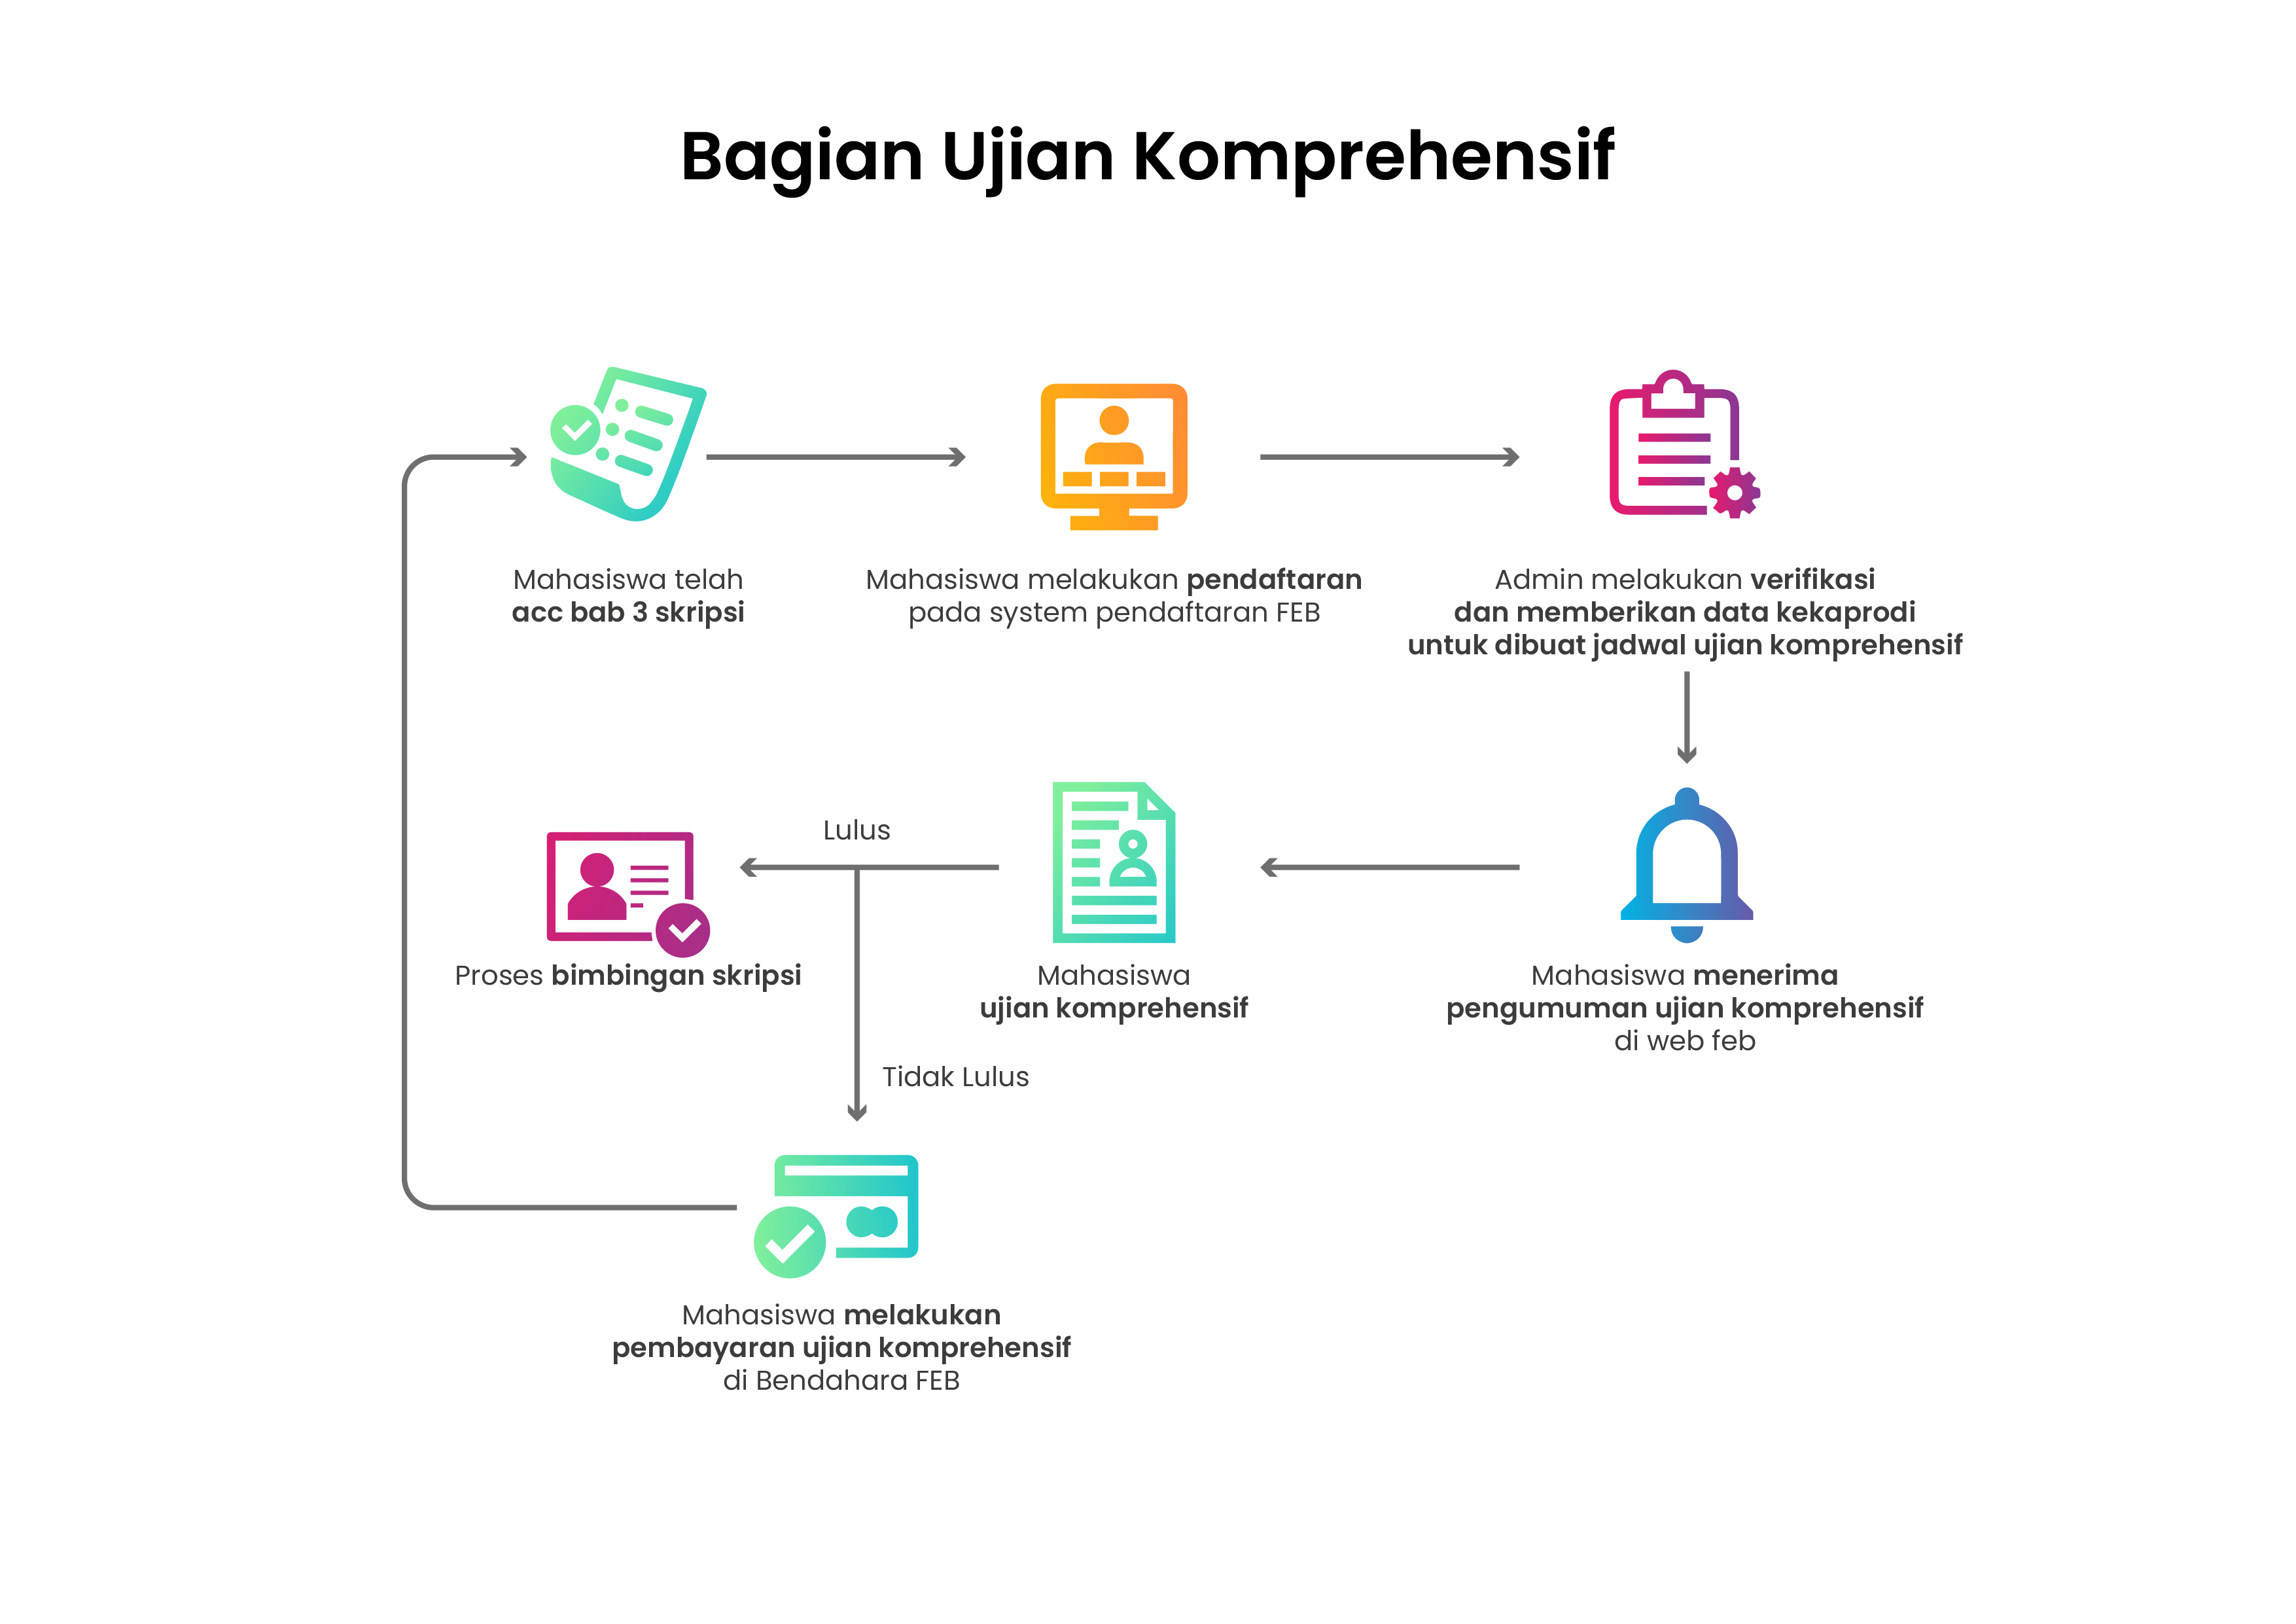 Bagian Ujian Komprehensif
Mahasiswa telah
acc bab 3 skripsi
Mahasiswa melakukan pendaftaran
pada system pendaftaran FEB
Admin melakukan verifikasi
dan memberikan data kekaprodi
untuk dibuat jadwal ujian komprehensif
Mahasiswa menerima
pengumuman ujian komprehensif
di web feb
Mahasiswa
ujian komprehensif
Lulus
Proses bimbingan skripsi
Tidak Lulus
Mahasiswa melakukan
pembayaran ujian komprehensif
di Bendahara FEB